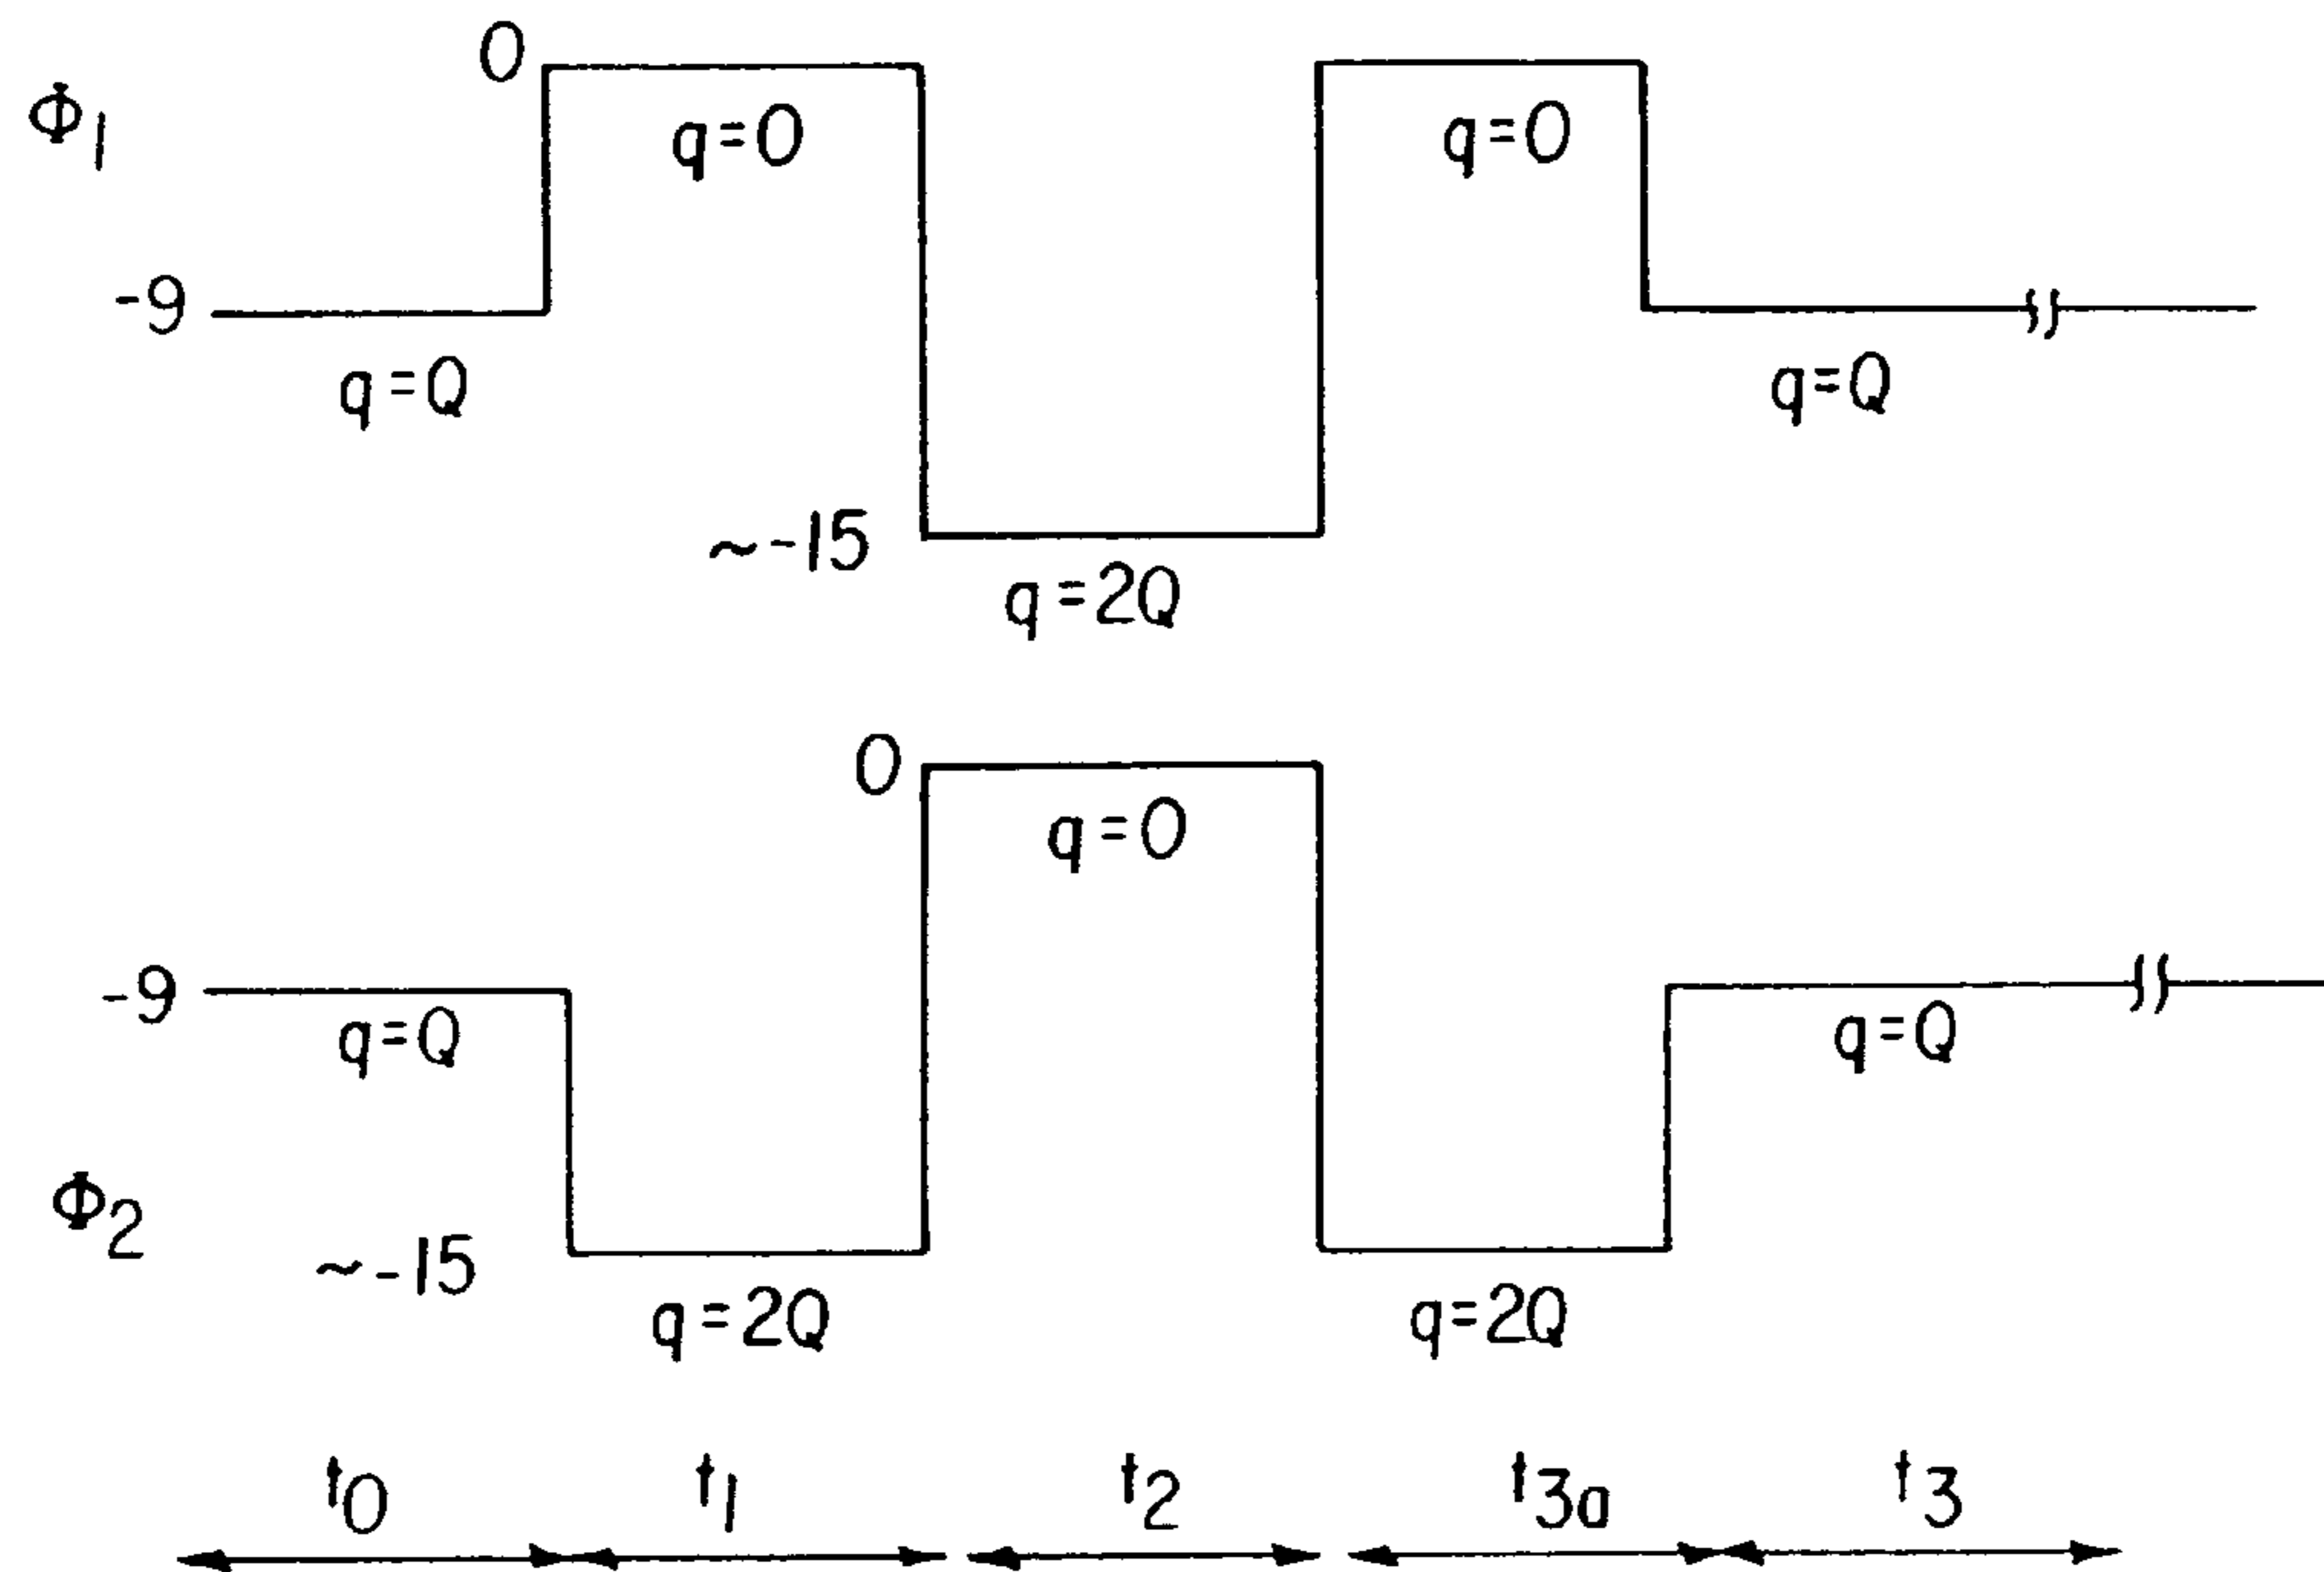 0
Φ1
q=0
q=0
-9
q=Q
q=Q
~-15
q=2Q
0
q=0
-9
q=Q
q=Q
Φ2
~-15
q=2Q
q=2Q
t0 t1 t2 t3a t3